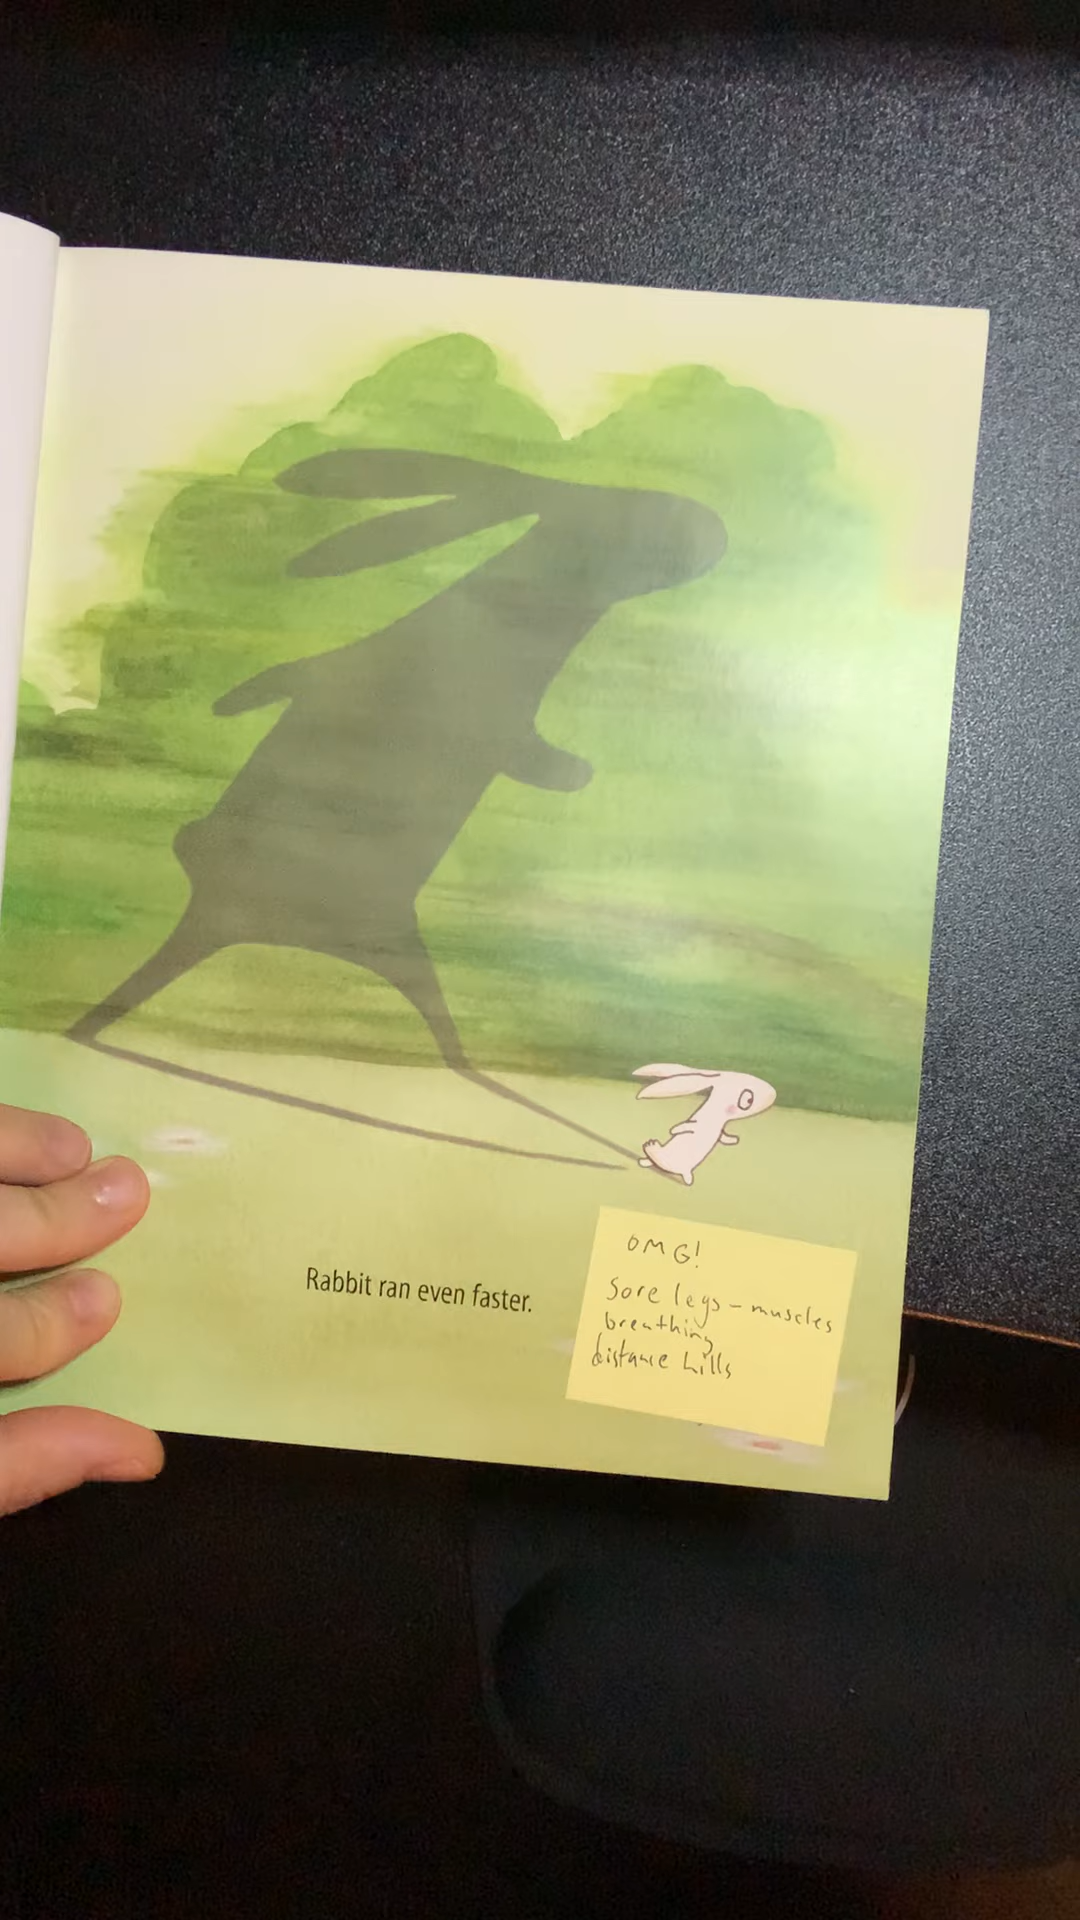 Rabbit ran even faster.
OMG!
Sore legs - muscles
breathing
distance hills